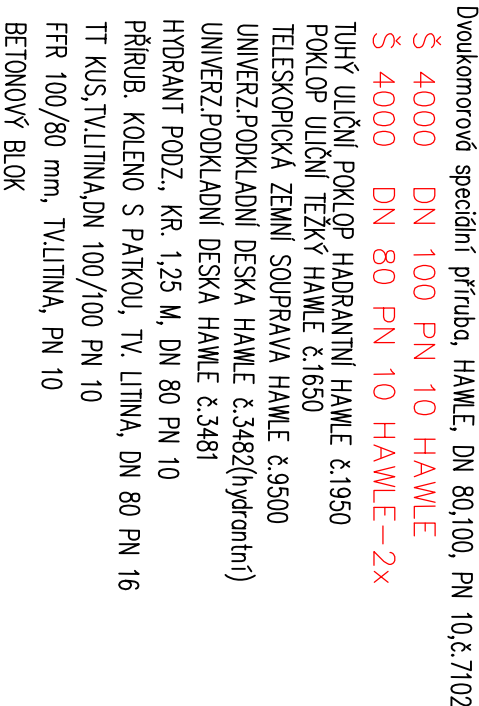 Dvoukomorová speciální příruba, HAWLE, DN 80,100, PN 10,č.7102
Š 4000 DN 100 PN 10 HAWLE
Š 4000 DN 80 PN 10 HAWLE-2x
TUHÝ ULIČNÍ POKLOP HADRANTNÍ HAWLE č.1950
POKLOP ULIČNÍ TEŽKÝ HAWLE č.1650
TELESKOPICKÁ ZEMNÍ SOUPRAVA HAWLE č.9500
UNIVERZ.PODKLADNÍ DESKA HAWLE č.3482(hydrantní)
UNIVERZ.PODKLADNÍ DESKA HAWLE č.3481
HYDRANT PODZ., KR. 1,25 M, DN 80 PN 10
PŘÍRUB. KOLENO S PATKOU, TV. LITINA, DN 80 PN 16
TT KUS,TV.LITINA,DN 100/100 PN 10
FFR 100/80 mm, TV.LITINA, PN 10
BETONOVÝ BLOK